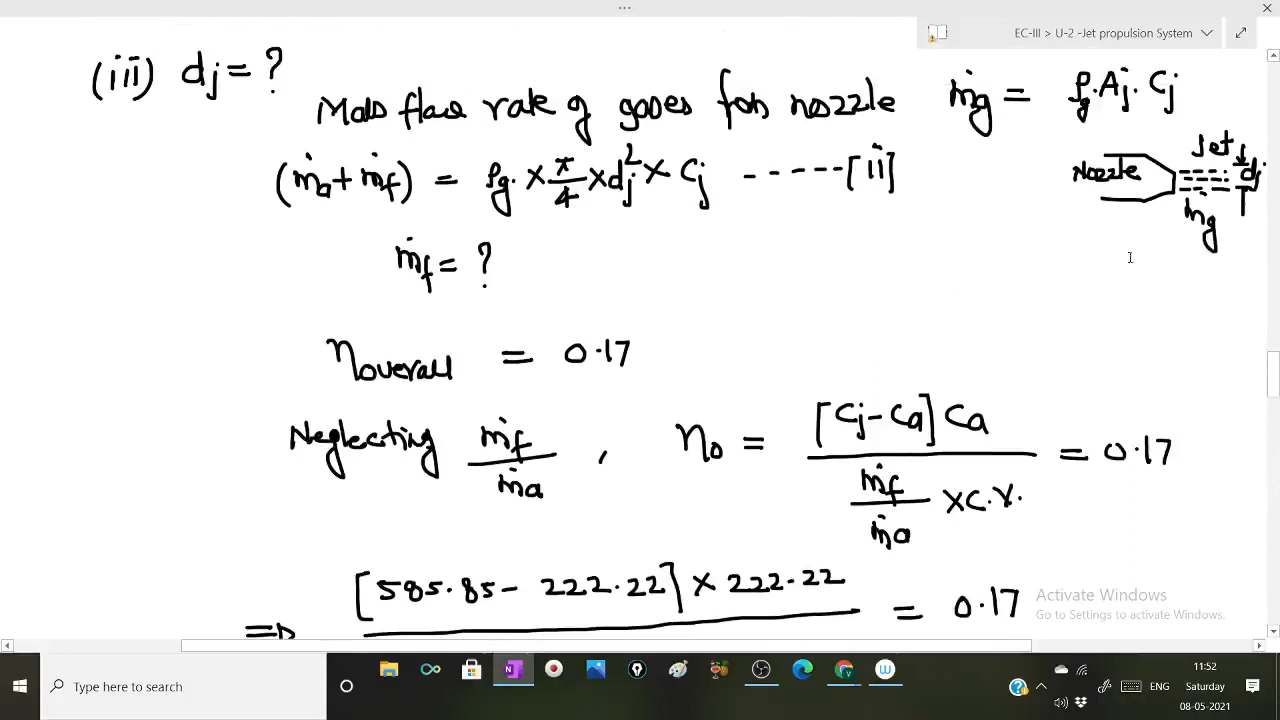 EC-III > U-2 -Jet propulsion System
(iii) dj = ?
Mass flow rate of gases for nozzle ṁg = ρg.Aj.Cj
(ṁa+ṁf) = ρg. × π/4 × dj² × Cj ------[ii]
Jet
Nozzle
dj
ṁg
ṁf = ?
ηoverall = 0.17
Neglecting ṁf/ṁa , η0 = [Cj-Ca] Ca / ṁf/ṁa × C.V. = 0.17
=> [585.85 - 222.22] × 222.22 = 0.17
Activate Windows
Go to Settings to activate Windows.
Type here to search
ENG
11:52
Saturday
08-05-2021